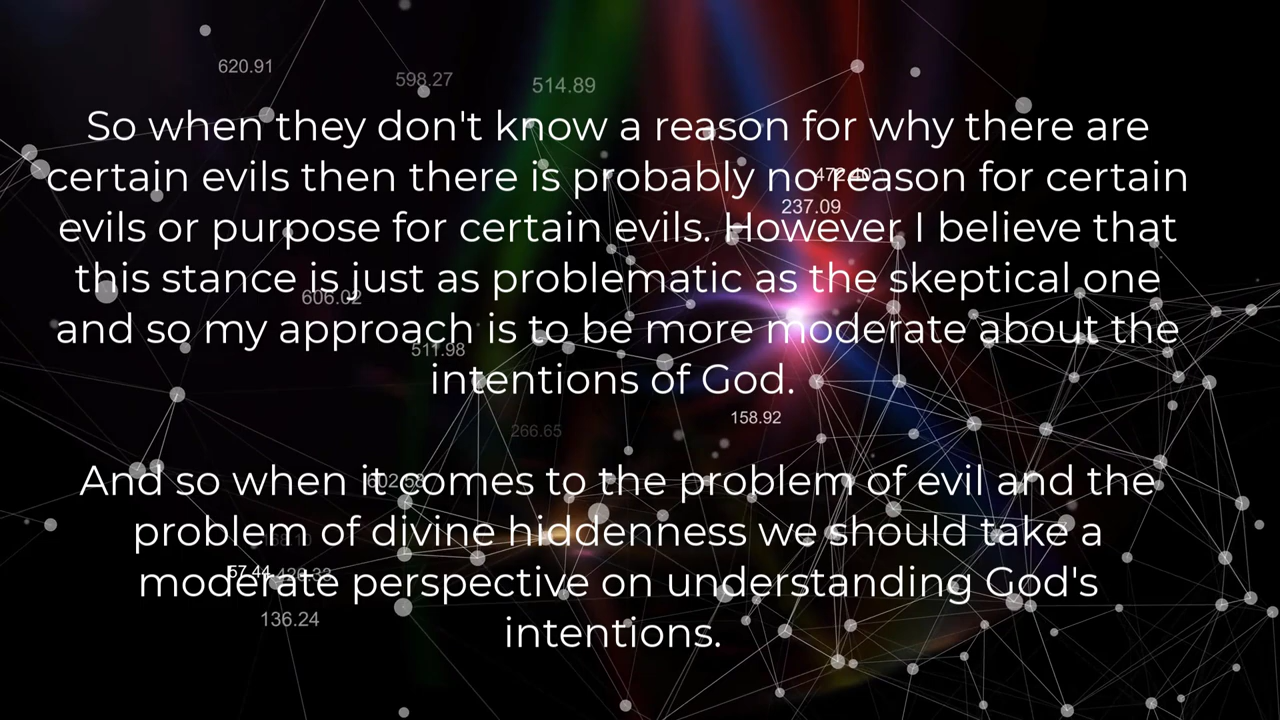 620.91
598.27
514.89
So when they don't know a reason for why there are
certain evils then there is probably no reason for certain
472.40
237.09
evils or purpose for certain evils. However I believe that
this stance is just as problematic as the skeptical one
606.02
and so my approach is to be more moderate about the
511.98
intentions of God.
158.92
266.65
And so when it comes to the problem of evil and the
problem of divine hiddenness we should take a
57.44
moderate perspective on understanding God's
136.24
intentions.